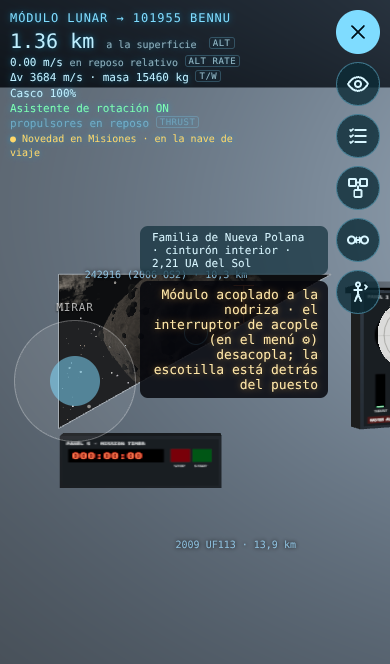 MÓDULO LUNAR → 101955 BENNU
1.36 km a la superficie ALT
0.00 m/s en reposo relativo ALT RATE
Δv 3684 m/s · masa 15460 kg T/W
Casco 100%
Asistente de rotación ON
propulsores en reposo THRUST
● Novedad en Misiones · en la nave de
viaje
Familia de Nueva Polana
· cinturón interior ·
2,21 UA del Sol
MIRAR
Módulo acoplado a la
nodriza · el
interruptor de acople
(en el menú ⚙)
desacopla; la
escotilla está detrás
del puesto
MISSION TIMER
000:00:00
2009 UF113 · 13,9 km